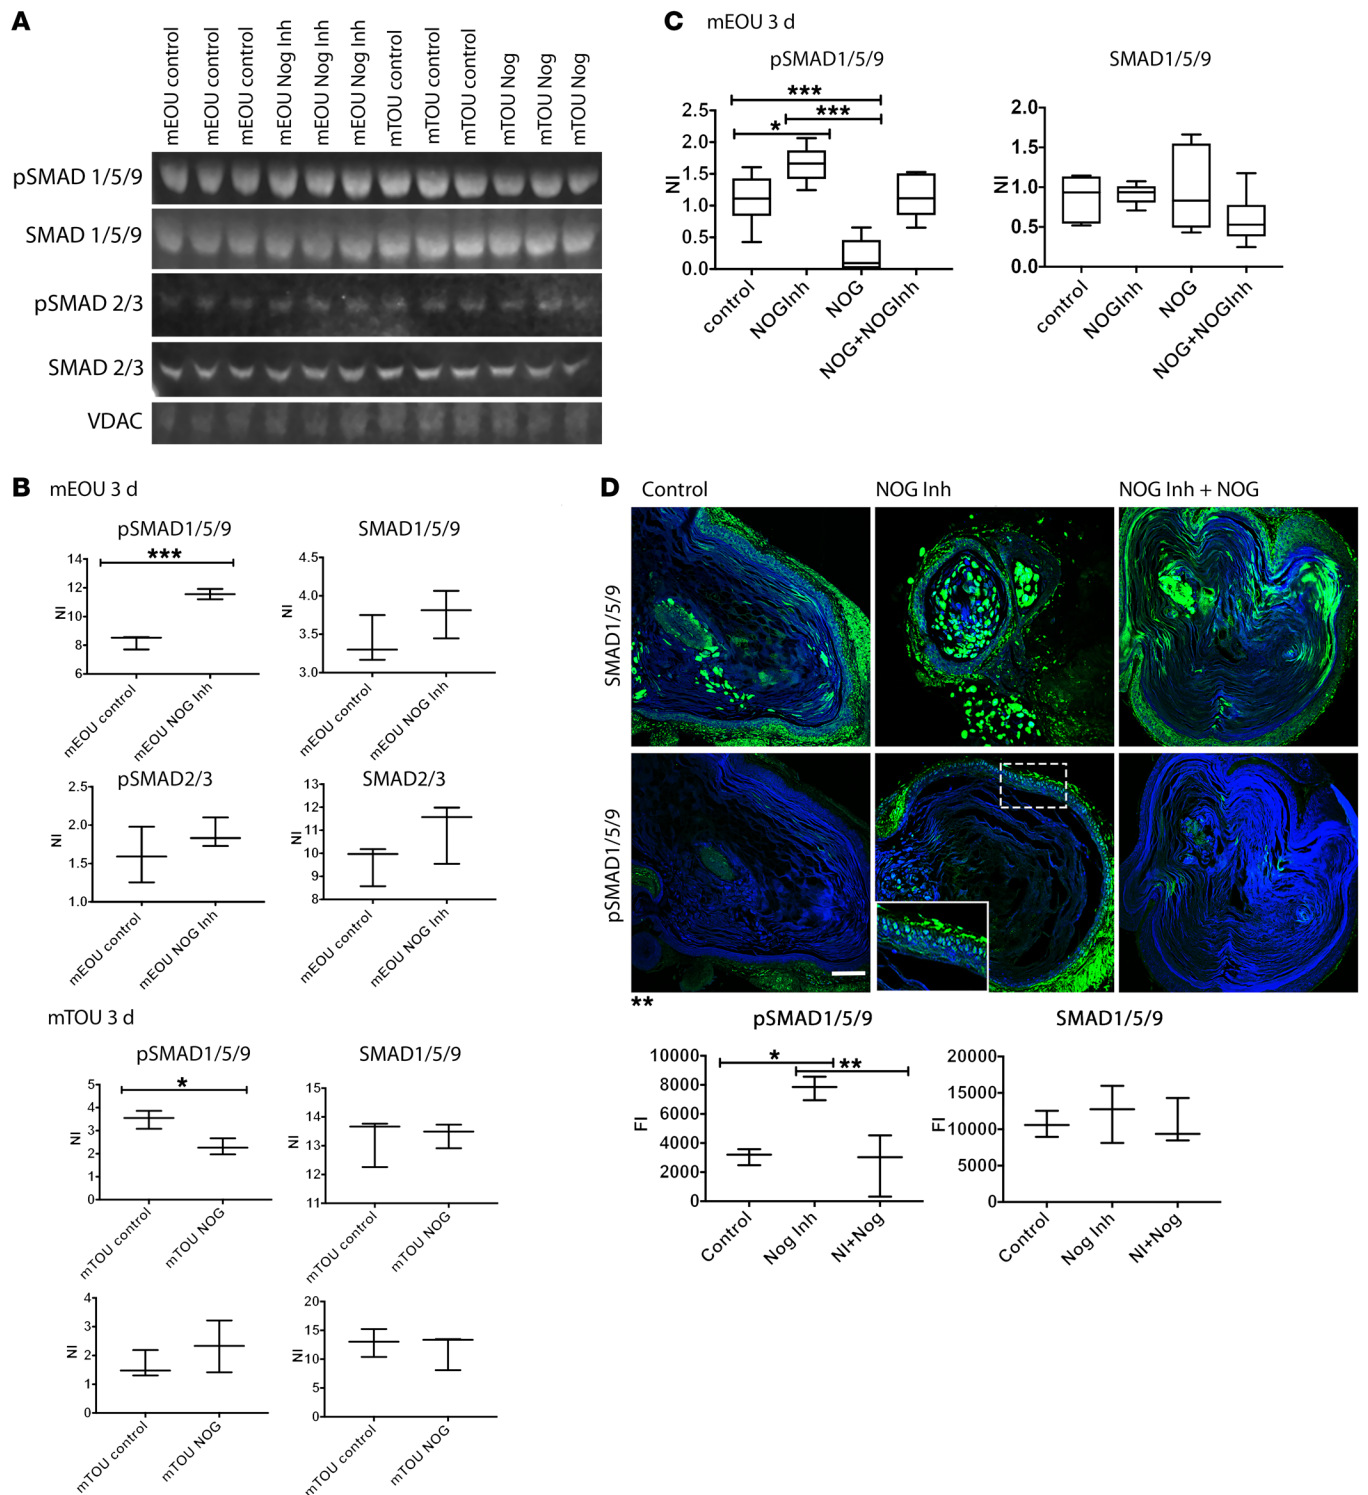 A
mEOU control
mEOU control
mEOU control
mEOU Nog Inh
mEOU Nog Inh
mEOU Nog Inh
mTOU control
mTOU control
mTOU control
mTOU Nog
mTOU Nog
mTOU Nog
pSMAD 1/5/9
SMAD 1/5/9
pSMAD 2/3
SMAD 2/3
VDAC
B mEOU 3 d
pSMAD1/5/9
***
14
12
10
8
6
NI
mEOU control
mEOU NOG Inh
SMAD1/5/9
4.5
4.0
3.5
3.0
NI
mEOU control
mEOU NOG Inh
pSMAD2/3
2.5
2.0
1.5
1.0
NI
mEOU control
mEOU NOG Inh
SMAD2/3
13
12
11
10
9
8
NI
mEOU control
mEOU NOG Inh
mTOU 3 d
pSMAD1/5/9
*
5
4
3
2
1
0
NI
mTOU control
mTOU NOG
SMAD1/5/9
15
14
13
12
11
NI
mTOU control
mTOU NOG
4
3
2
1
0
NI
mTOU control
mTOU NOG
20
15
10
5
0
NI
mTOU control
mTOU NOG
C mEOU 3 d
pSMAD1/5/9
***
***
*
2.5
2.0
1.5
1.0
0.5
0.0
NI
control
NOGInh
NOG
NOG+NOGInh
SMAD1/5/9
2.0
1.5
1.0
0.5
0.0
NI
control
NOGInh
NOG
NOG+NOGInh
D Control NOG Inh NOG Inh + NOG
SMAD1/5/9
pSMAD1/5/9
**
pSMAD1/5/9
*
**
10000
8000
6000
4000
2000
0
FI
Control
Nog Inh
NI+Nog
SMAD1/5/9
20000
15000
10000
5000
0
FI
Control
Nog Inh
NI+Nog